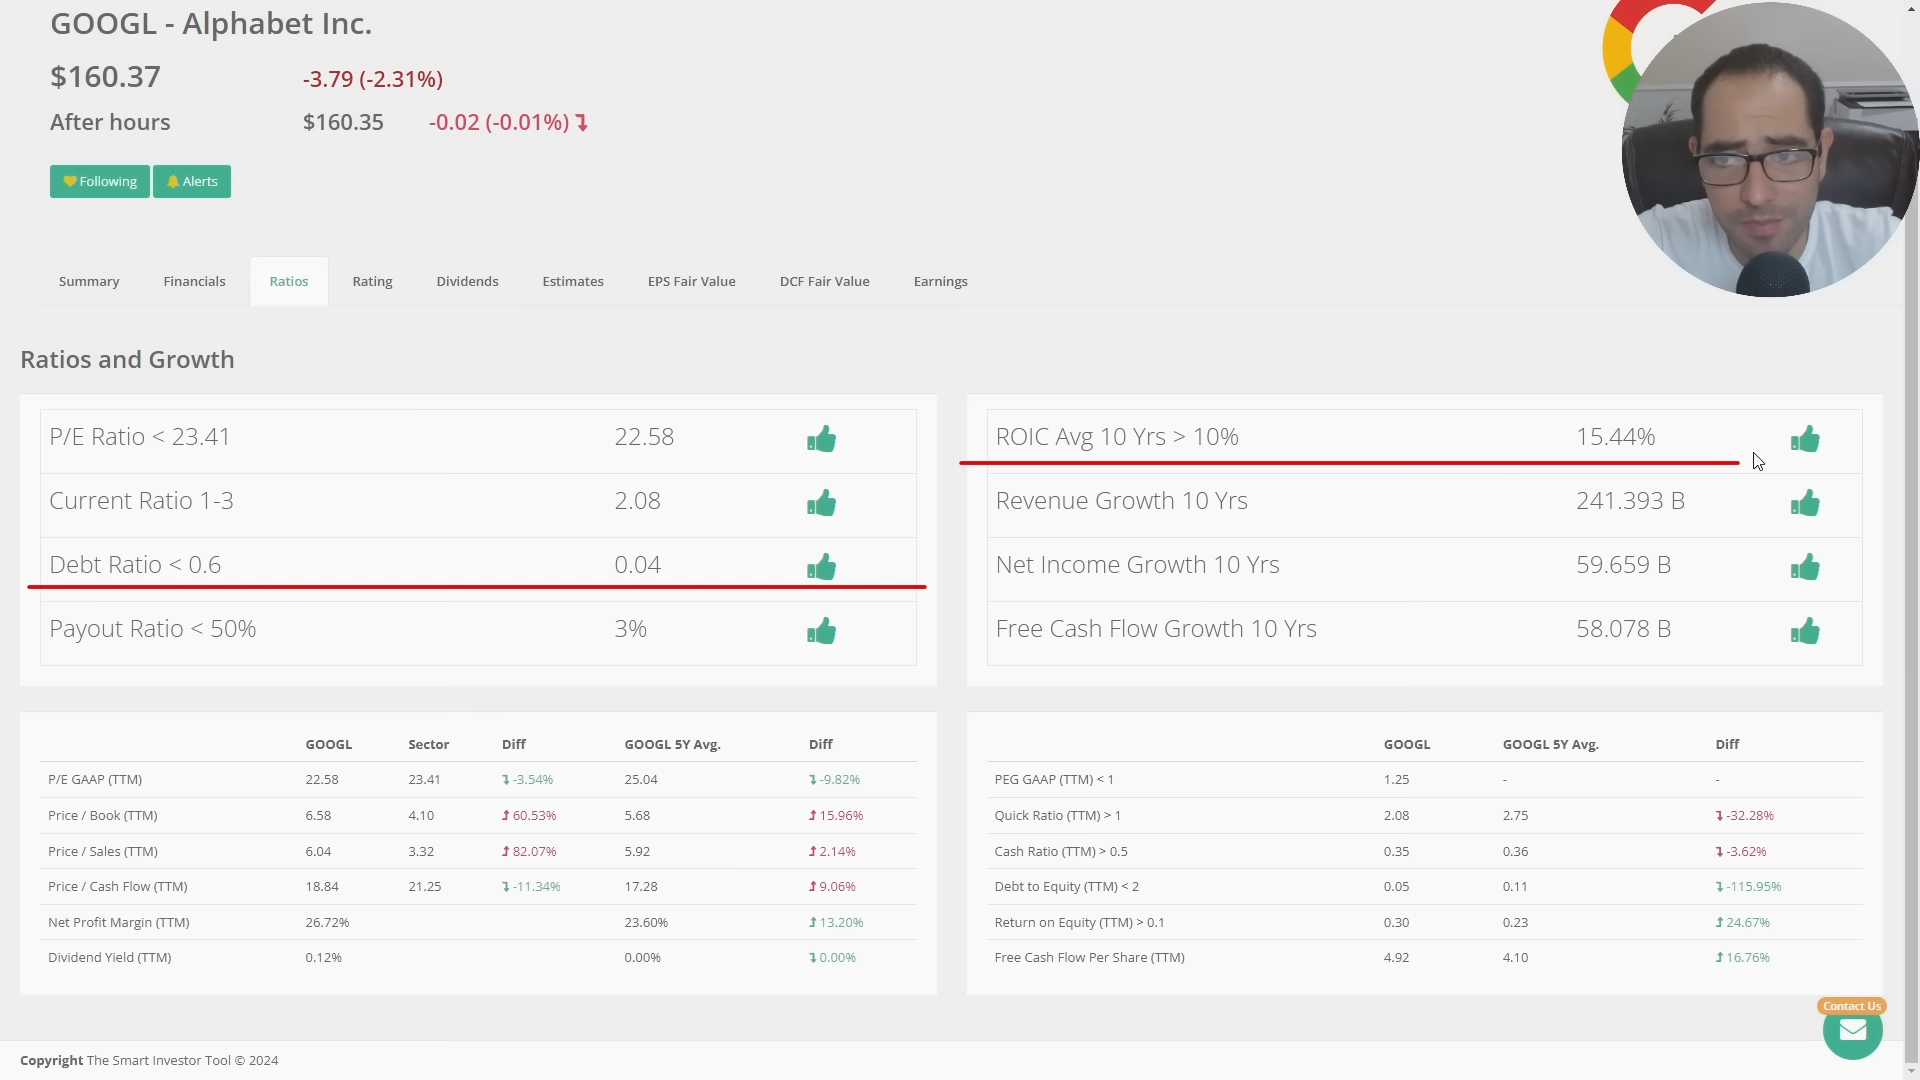 GOOGL - Alphabet Inc.
$160.37 -3.79 (-2.31%)
After hours $160.35 -0.02 (-0.01%)
Following Alerts
Summary Financials Ratios Rating Dividends Estimates EPS Fair Value DCF Fair Value Earnings
Ratios and Growth
P/E Ratio < 23.41 22.58
Current Ratio 1-3 2.08
Debt Ratio < 0.6 0.04
Payout Ratio < 50% 3%
ROIC Avg 10 Yrs > 10% 15.44%
Revenue Growth 10 Yrs 241.393 B
Net Income Growth 10 Yrs 59.659 B
Free Cash Flow Growth 10 Yrs 58.078 B
GOOGL Sector Diff GOOGL 5Y Avg. Diff
P/E GAAP (TTM) 22.58 23.41 -3.54% 25.04 -9.82%
Price / Book (TTM) 6.58 4.10 60.53% 5.68 15.96%
Price / Sales (TTM) 6.04 3.32 82.07% 5.92 2.14%
Price / Cash Flow (TTM) 18.84 21.25 -11.34% 17.28 9.06%
Net Profit Margin (TTM) 26.72% 23.60% 13.20%
Dividend Yield (TTM) 0.12% 0.00% 0.00%
GOOGL GOOGL 5Y Avg. Diff
PEG GAAP (TTM) < 1 1.25 - -
Quick Ratio (TTM) > 1 2.08 2.75 -32.28%
Cash Ratio (TTM) > 0.5 0.35 0.36 -3.62%
Debt to Equity (TTM) < 2 0.05 0.11 -115.95%
Return on Equity (TTM) > 0.1 0.30 0.23 24.67%
Free Cash Flow Per Share (TTM) 4.92 4.10 16.76%
Contact Us
Copyright The Smart Investor Tool © 2024